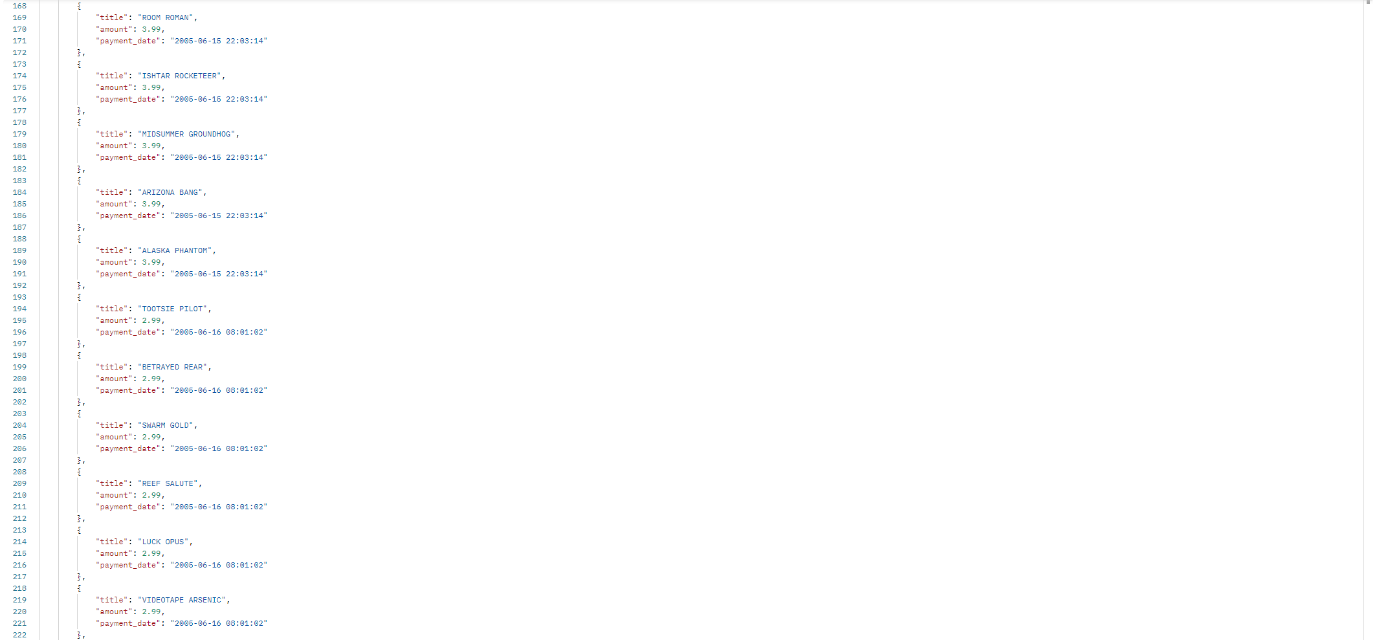 168 {
169 "title": "ROOM ROMAN",
170 "amount": 3.99,
171 "payment_date": "2005-06-15 22:03:14"
172 },
173 {
174 "title": "ISHTAR ROCKETEER",
175 "amount": 3.99,
176 "payment_date": "2005-06-15 22:03:14"
177 },
178 {
179 "title": "MIDSUMMER GROUNDHOG",
180 "amount": 3.99,
181 "payment_date": "2005-06-15 22:03:14"
182 },
183 {
184 "title": "ARIZONA BANG",
185 "amount": 3.99,
186 "payment_date": "2005-06-15 22:03:14"
187 },
188 {
189 "title": "ALASKA PHANTOM",
190 "amount": 3.99,
191 "payment_date": "2005-06-15 22:03:14"
192 },
193 {
194 "title": "TOOTSIE PILOT",
195 "amount": 2.99,
196 "payment_date": "2005-06-16 08:01:02"
197 },
198 {
199 "title": "BETRAYED REAR",
200 "amount": 2.99,
201 "payment_date": "2005-06-16 08:01:02"
202 },
203 {
204 "title": "SWARM GOLD",
205 "amount": 2.99,
206 "payment_date": "2005-06-16 08:01:02"
207 },
208 {
209 "title": "REEF SALUTE",
210 "amount": 2.99,
211 "payment_date": "2005-06-16 08:01:02"
212 },
213 {
214 "title": "LUCK OPUS",
215 "amount": 2.99,
216 "payment_date": "2005-06-16 08:01:02"
217 },
218 {
219 "title": "VIDEOTAPE ARSENIC",
220 "amount": 2.99,
221 "payment_date": "2005-06-16 08:01:02"
222 },